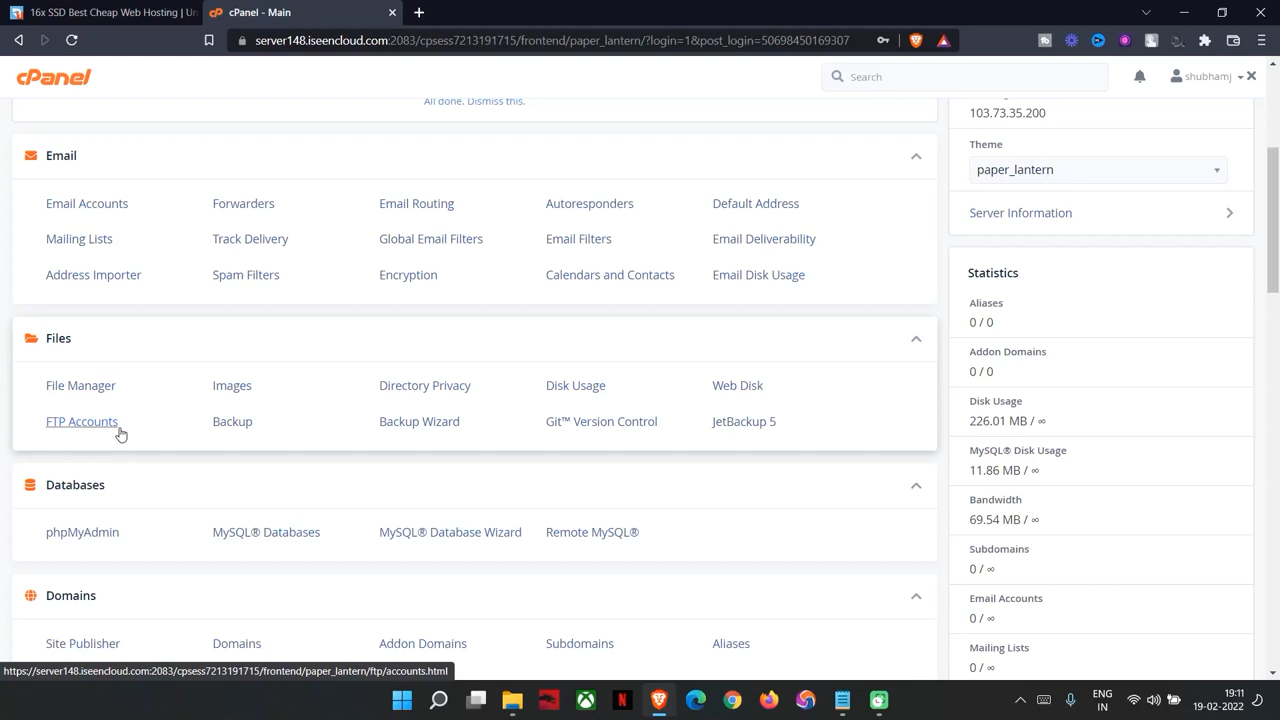 16x SSD Best Cheap Web Hosting | Un
cPanel - Main
server148.iseencloud.com:2083/cpsess7213191715/frontend/paper_lantern/?login=1&post_login=50698450169307
cPanel
Search
shubhamj
All done. Dismiss this.
103.73.35.200
Theme
paper_lantern
Server Information
Email
Email Accounts
Forwarders
Email Routing
Autoresponders
Default Address
Mailing Lists
Track Delivery
Global Email Filters
Email Filters
Email Deliverability
Address Importer
Spam Filters
Encryption
Calendars and Contacts
Email Disk Usage
Files
File Manager
Images
Directory Privacy
Disk Usage
Web Disk
FTP Accounts
Backup
Backup Wizard
Git™ Version Control
JetBackup 5
Databases
phpMyAdmin
MySQL® Databases
MySQL® Database Wizard
Remote MySQL®
Domains
Site Publisher
Domains
Addon Domains
Subdomains
Aliases
Statistics
Aliases
0 / 0
Addon Domains
0 / 0
Disk Usage
226.01 MB / ∞
MySQL® Disk Usage
11.86 MB / ∞
Bandwidth
69.54 MB / ∞
Subdomains
0 / ∞
Email Accounts
0 / ∞
Mailing Lists
0 / ∞
https://server148.iseencloud.com:2083/cpsess7213191715/frontend/paper_lantern/ftp/accounts.html
ENG
IN
19:11
19-02-2022